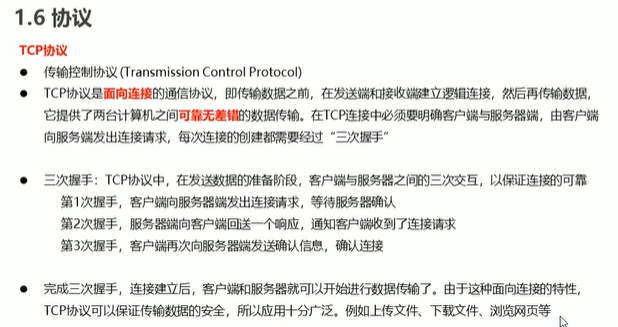 1.6 协议
TCP协议
● 传输控制协议 (Transmission Control Protocol)
● TCP协议是面向连接的通信协议，即传输数据之前，在发送端和接收端建立逻辑连接，然后再传输数据，
它提供了两台计算机之间可靠无差错的数据传输。在TCP连接中必须要明确客户端与服务器端，由客户端
向服务端发出连接请求，每次连接的创建都需要经过“三次握手”
● 三次握手：TCP协议中，在发送数据的准备阶段，客户端与服务器之间的三次交互，以保证连接的可靠
第1次握手，客户端向服务器端发出连接请求，等待服务器确认
第2次握手，服务器端向客户端回送一个响应，通知客户端收到了连接请求
第3次握手，客户端再次向服务器端发送确认信息，确认连接
● 完成三次握手，连接建立后，客户端和服务器就可以开始进行数据传输了。由于这种面向连接的特性，
TCP协议可以保证传输数据的安全，所以应用十分广泛。例如上传文件、下载文件、浏览网页等